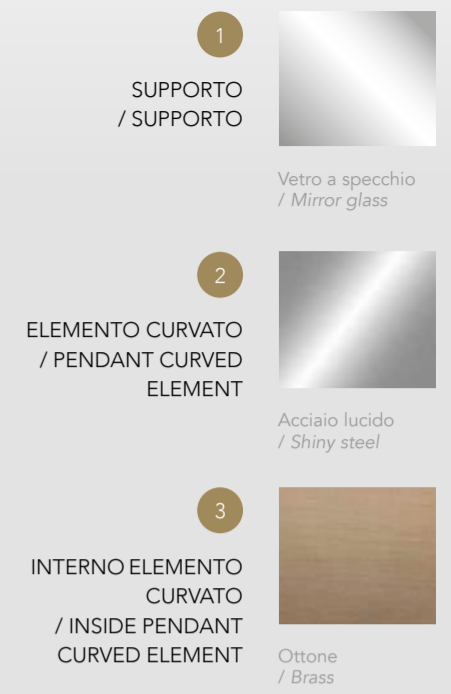 1
SUPPORTO
/ SUPPORTO
Vetro a specchio
/ Mirror glass
2
ELEMENTO CURVATO
/ PENDANT CURVED
ELEMENT
Acciaio lucido
/ Shiny steel
3
INTERNO ELEMENTO
CURVATO
/ INSIDE PENDANT
CURVED ELEMENT
Ottone
/ Brass